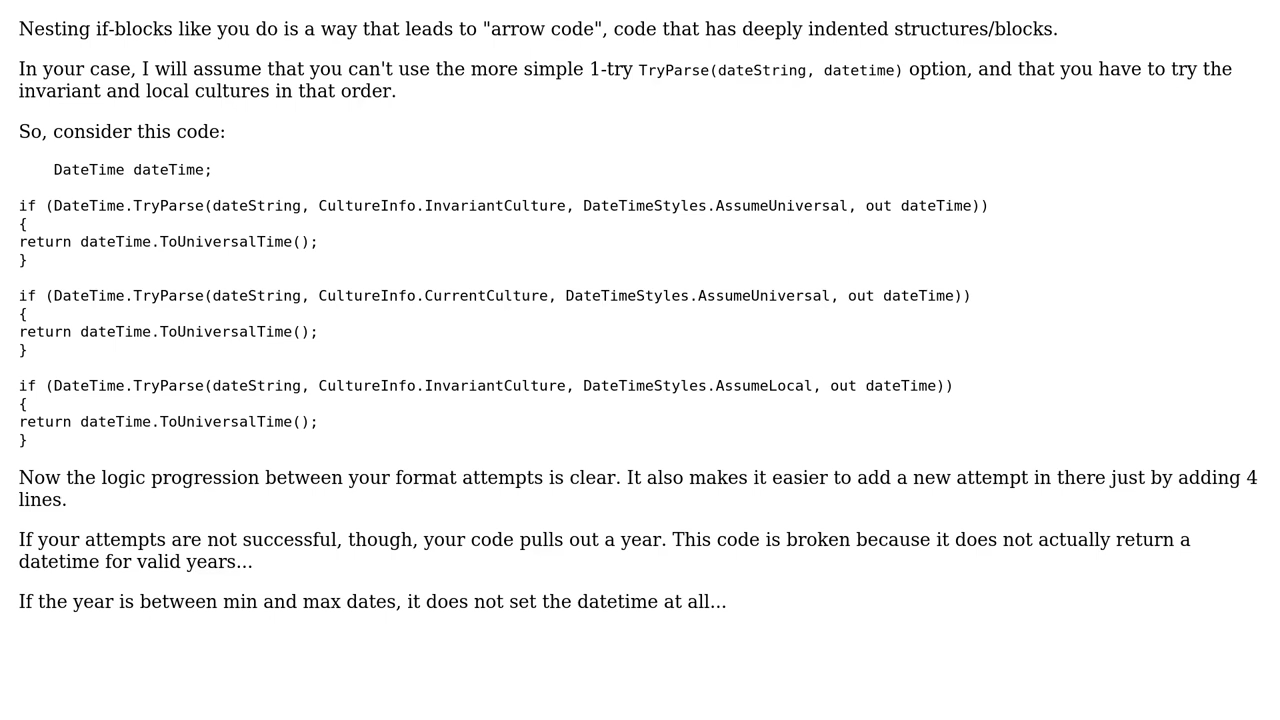 Nesting if-blocks like you do is a way that leads to "arrow code", code that has deeply indented structures/blocks.
In your case, I will assume that you can't use the more simple 1-try TryParse(dateString, datetime) option, and that you have to try the
invariant and local cultures in that order.
So, consider this code:
    DateTime dateTime;
if (DateTime.TryParse(dateString, CultureInfo.InvariantCulture, DateTimeStyles.AssumeUniversal, out dateTime))
{
return dateTime.ToUniversalTime();
}
if (DateTime.TryParse(dateString, CultureInfo.CurrentCulture, DateTimeStyles.AssumeUniversal, out dateTime))
{
return dateTime.ToUniversalTime();
}
if (DateTime.TryParse(dateString, CultureInfo.InvariantCulture, DateTimeStyles.AssumeLocal, out dateTime))
{
return dateTime.ToUniversalTime();
}
Now the logic progression between your format attempts is clear. It also makes it easier to add a new attempt in there just by adding 4
lines.
If your attempts are not successful, though, your code pulls out a year. This code is broken because it does not actually return a
datetime for valid years...
If the year is between min and max dates, it does not set the datetime at all...